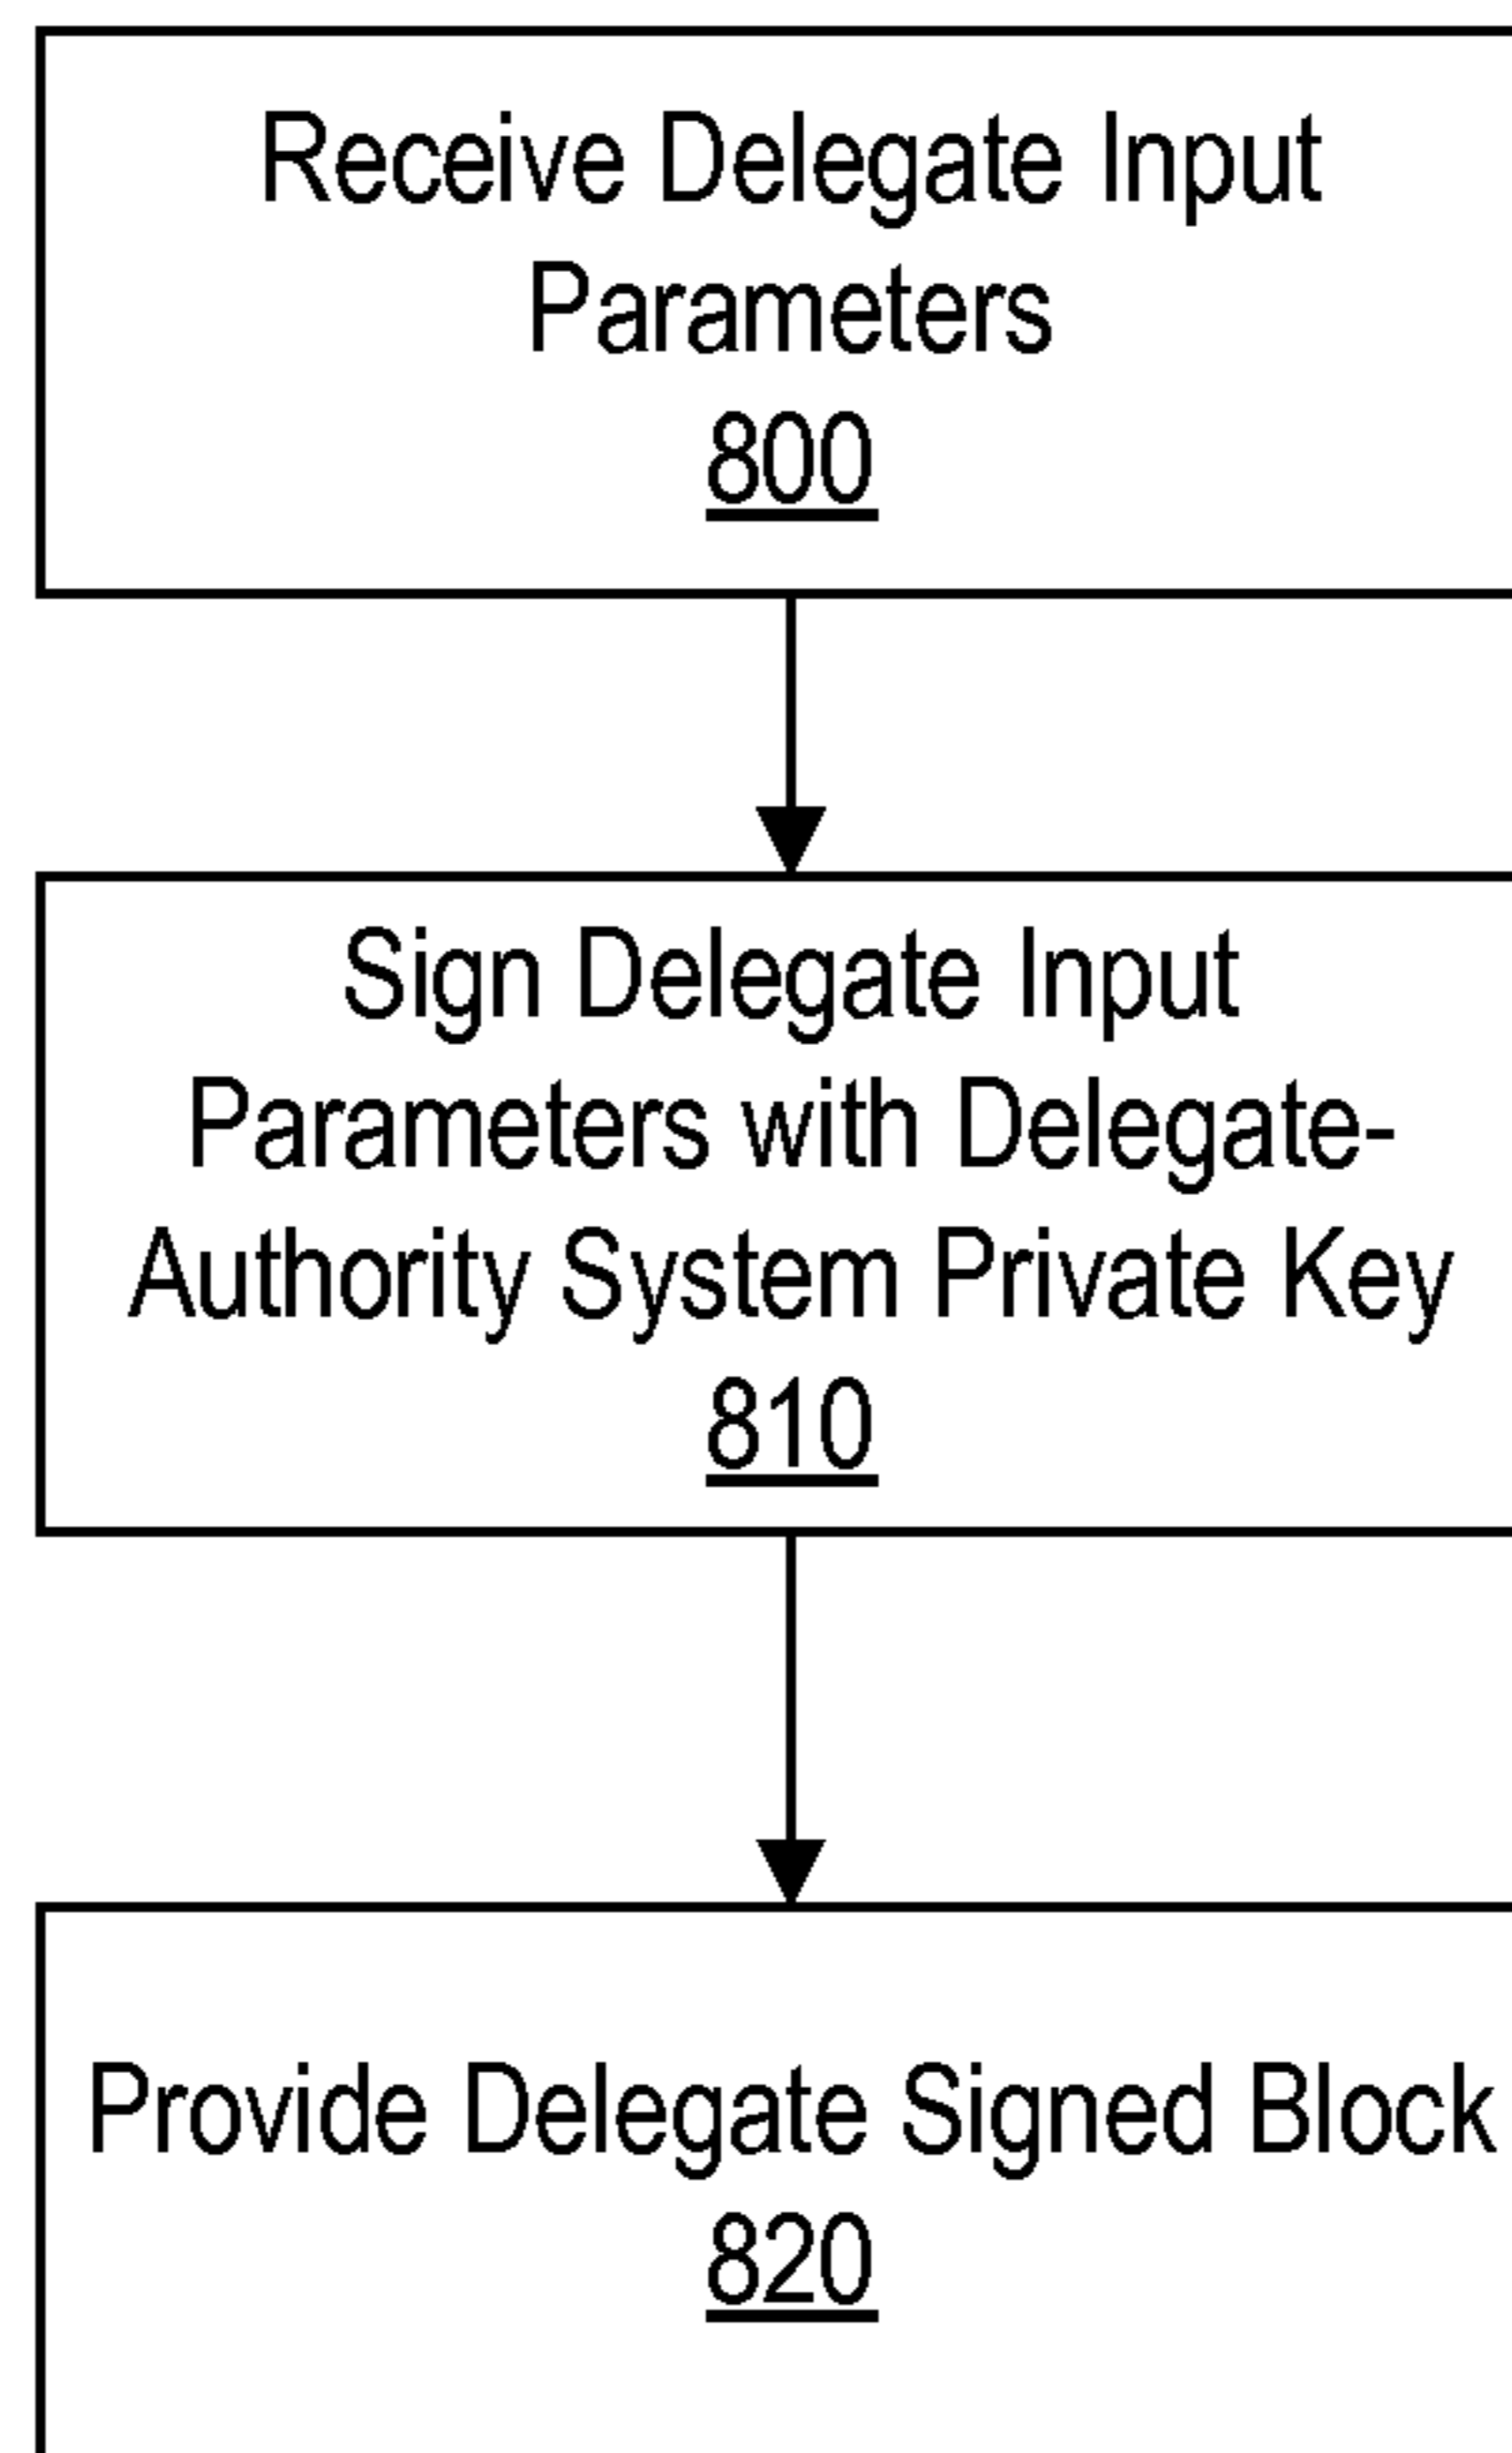 Receive Delegate Input
Parameters
800
Sign Delegate Input
Parameters with Delegate-
Authority System Private Key
810
Provide Delegate Signed Block
820